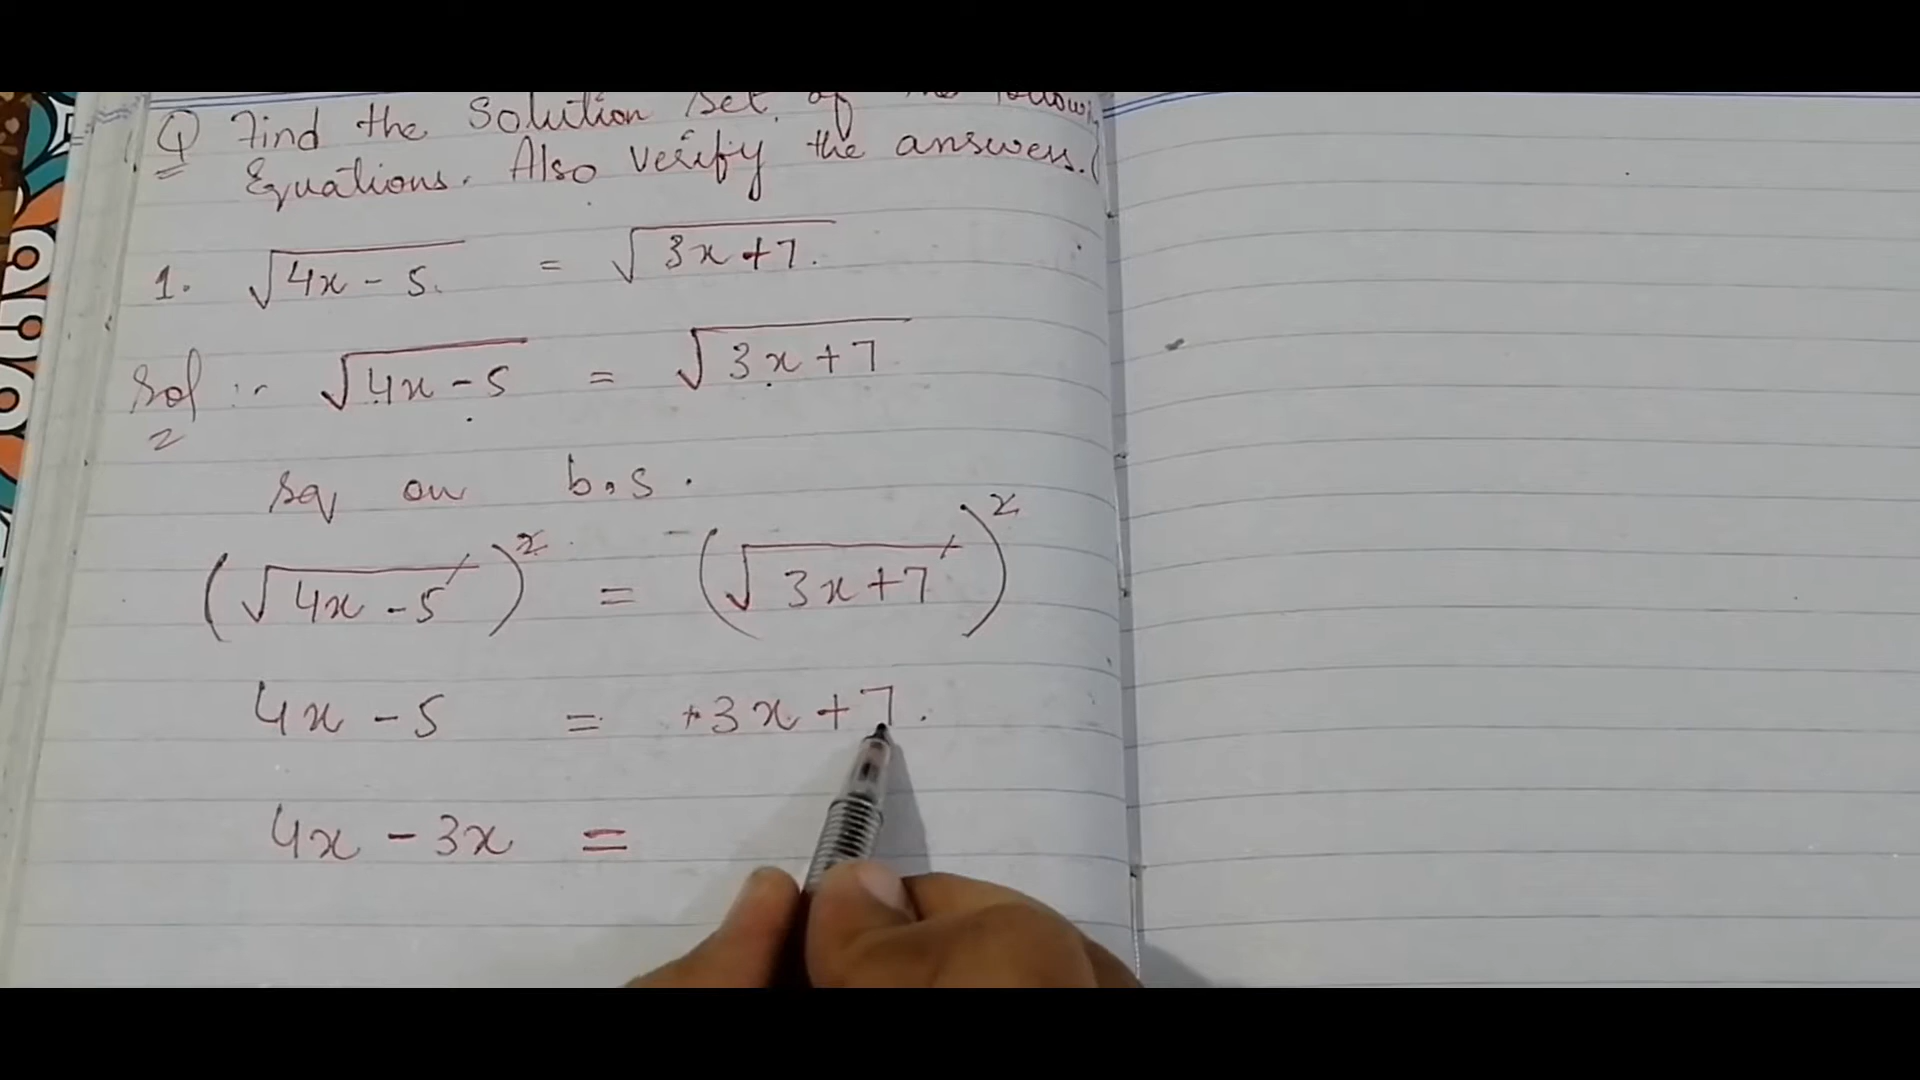 Q Find the Solution Set of the followin
Equations. Also verify the answers.
1. √4x - 5 = √3x + 7.
Sol :- √4x - 5 = √3x + 7
sq on b.s.
(√4x - 5)² = (√3x + 7)²
4x - 5 = +3x + 7.
4x - 3x =